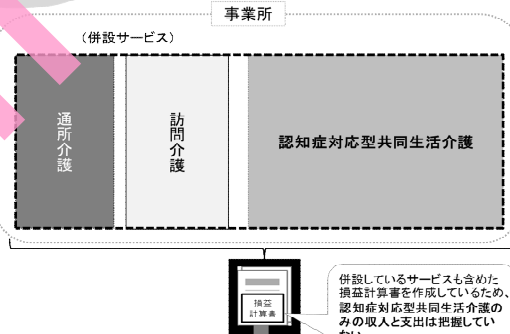 事業所
（併設サービス）
通所介護
訪問介護
認知症対応型共同生活介護
損益
計算書
併設しているサービスも含めた
損益計算書を作成しているため、
認知症対応型共同生活介護の
みの収入と支出は把握してい
ない